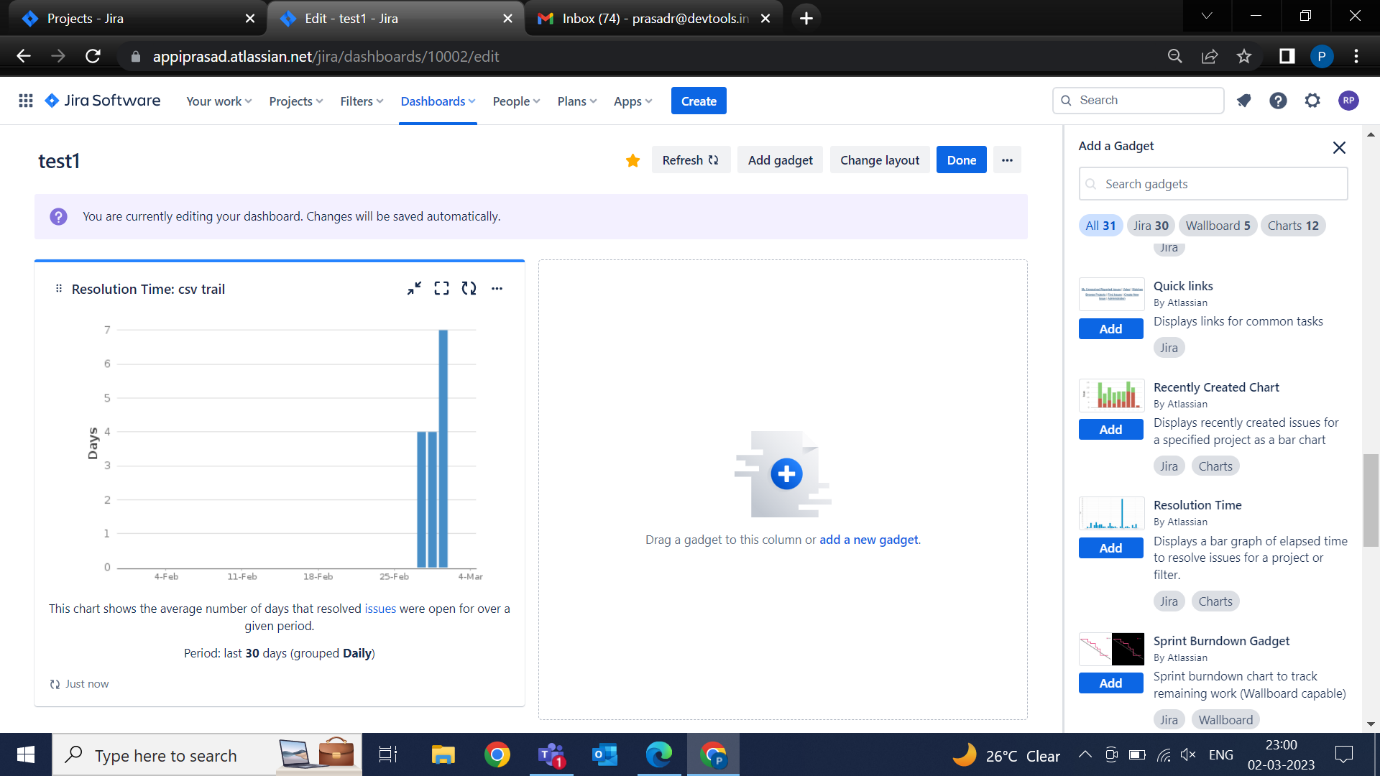 Projects - Jira
Edit - test1 - Jira
Inbox (74) - prasadr@devtools.in
appiprasad.atlassian.net/jira/dashboards/10002/edit
P
Jira Software
Your work
Projects
Filters
Dashboards
People
Plans
Apps
Create
Search
RP
test1
Refresh
Add gadget
Change layout
Done
You are currently editing your dashboard. Changes will be saved automatically.
Resolution Time: csv trail
Days
7
6
5
4
3
2
1
0
4-Feb
11-Feb
18-Feb
25-Feb
4-Mar
This chart shows the average number of days that resolved issues were open for over a
given period.
Period: last 30 days (grouped Daily)
Just now
Drag a gadget to this column or add a new gadget.
Add a Gadget
Search gadgets
All 31
Jira 30
Wallboard 5
Charts 12
Jira
Quick links
By Atlassian
Add
Displays links for common tasks
Jira
Recently Created Chart
By Atlassian
Add
Displays recently created issues for
a specified project as a bar chart
Jira
Charts
Resolution Time
By Atlassian
Add
Displays a bar graph of elapsed time
to resolve issues for a project or
filter.
Jira
Charts
Sprint Burndown Gadget
By Atlassian
Add
Sprint burndown chart to track
remaining work (Wallboard capable)
Jira
Wallboard
Type here to search
1
P
26°C Clear
ENG
23:00
02-03-2023